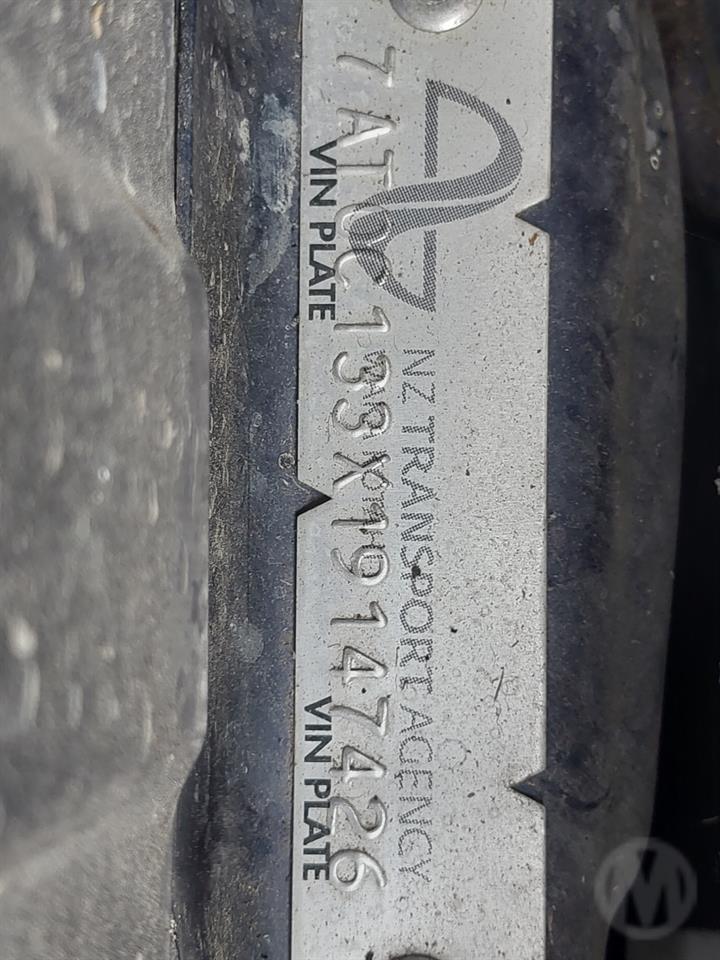 NZ TRANSPORT AGENCY
7AT0C133X19147426
VIN PLATE VIN PLATE
M